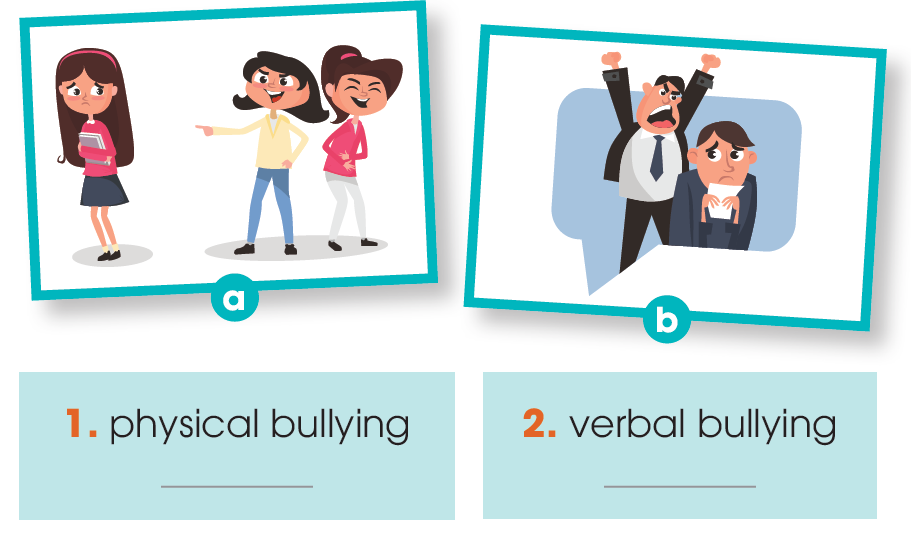 a
b
1. physical bullying
2. verbal bullying